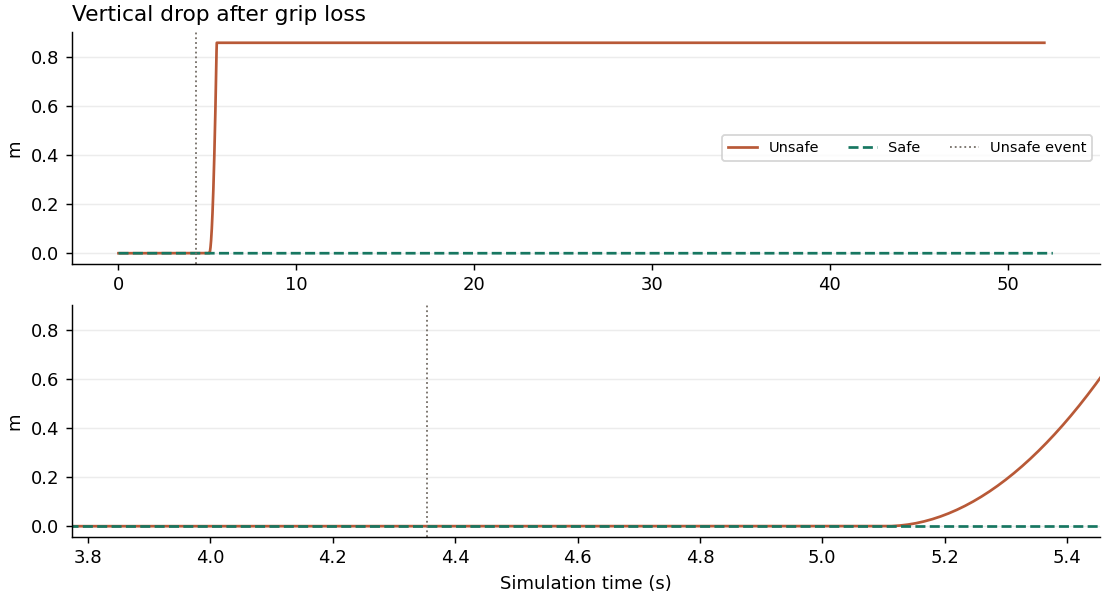 Vertical drop after grip loss
m
0.8
0.6
0.4
0.2
0.0
Unsafe Safe Unsafe event
0 10 20 30 40 50
m
0.8
0.6
0.4
0.2
0.0
3.8 4.0 4.2 4.4 4.6 4.8 5.0 5.2 5.4
Simulation time (s)